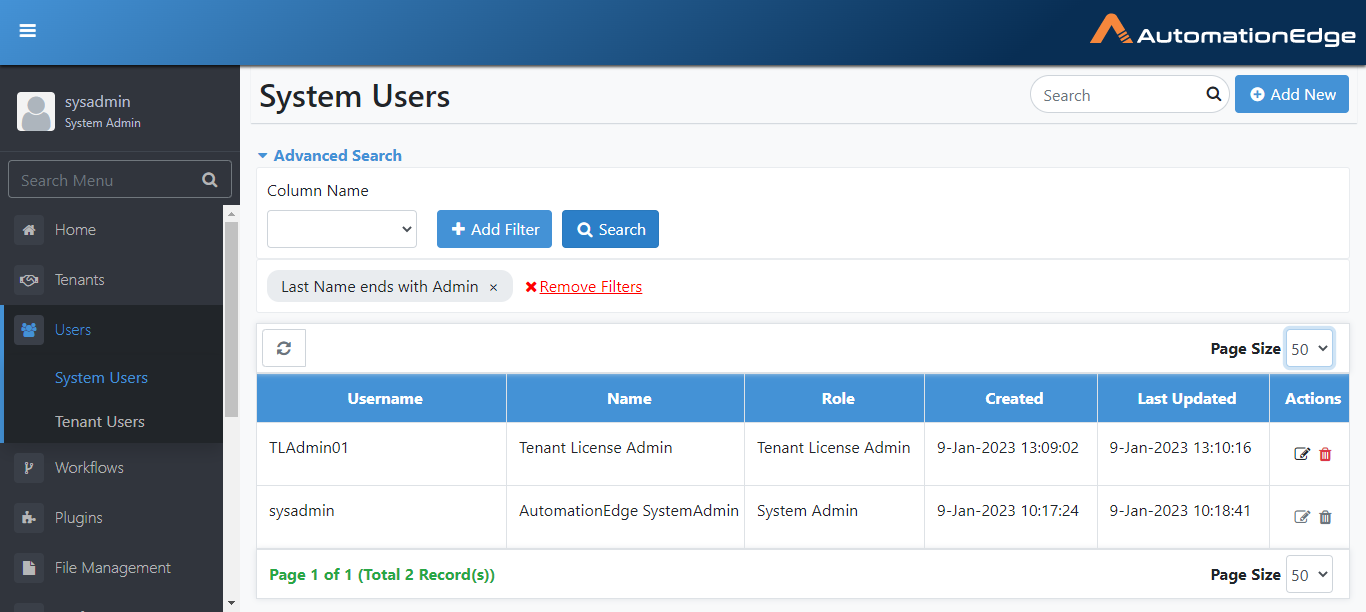 AutomationEdge
sysadmin
System Admin
Search Menu
Home
Tenants
Users
System Users
Tenant Users
Workflows
Plugins
File Management
System Users
Search
Add New
Advanced Search
Column Name
Add Filter
Search
Last Name ends with Admin ×
Remove Filters
Page Size 50
Username Name Role Created Last Updated Actions
TLAdmin01 Tenant License Admin Tenant License Admin 9-Jan-2023 13:09:02 9-Jan-2023 13:10:16
sysadmin AutomationEdge SystemAdmin System Admin 9-Jan-2023 10:17:24 9-Jan-2023 10:18:41
Page 1 of 1 (Total 2 Record(s)) Page Size 50